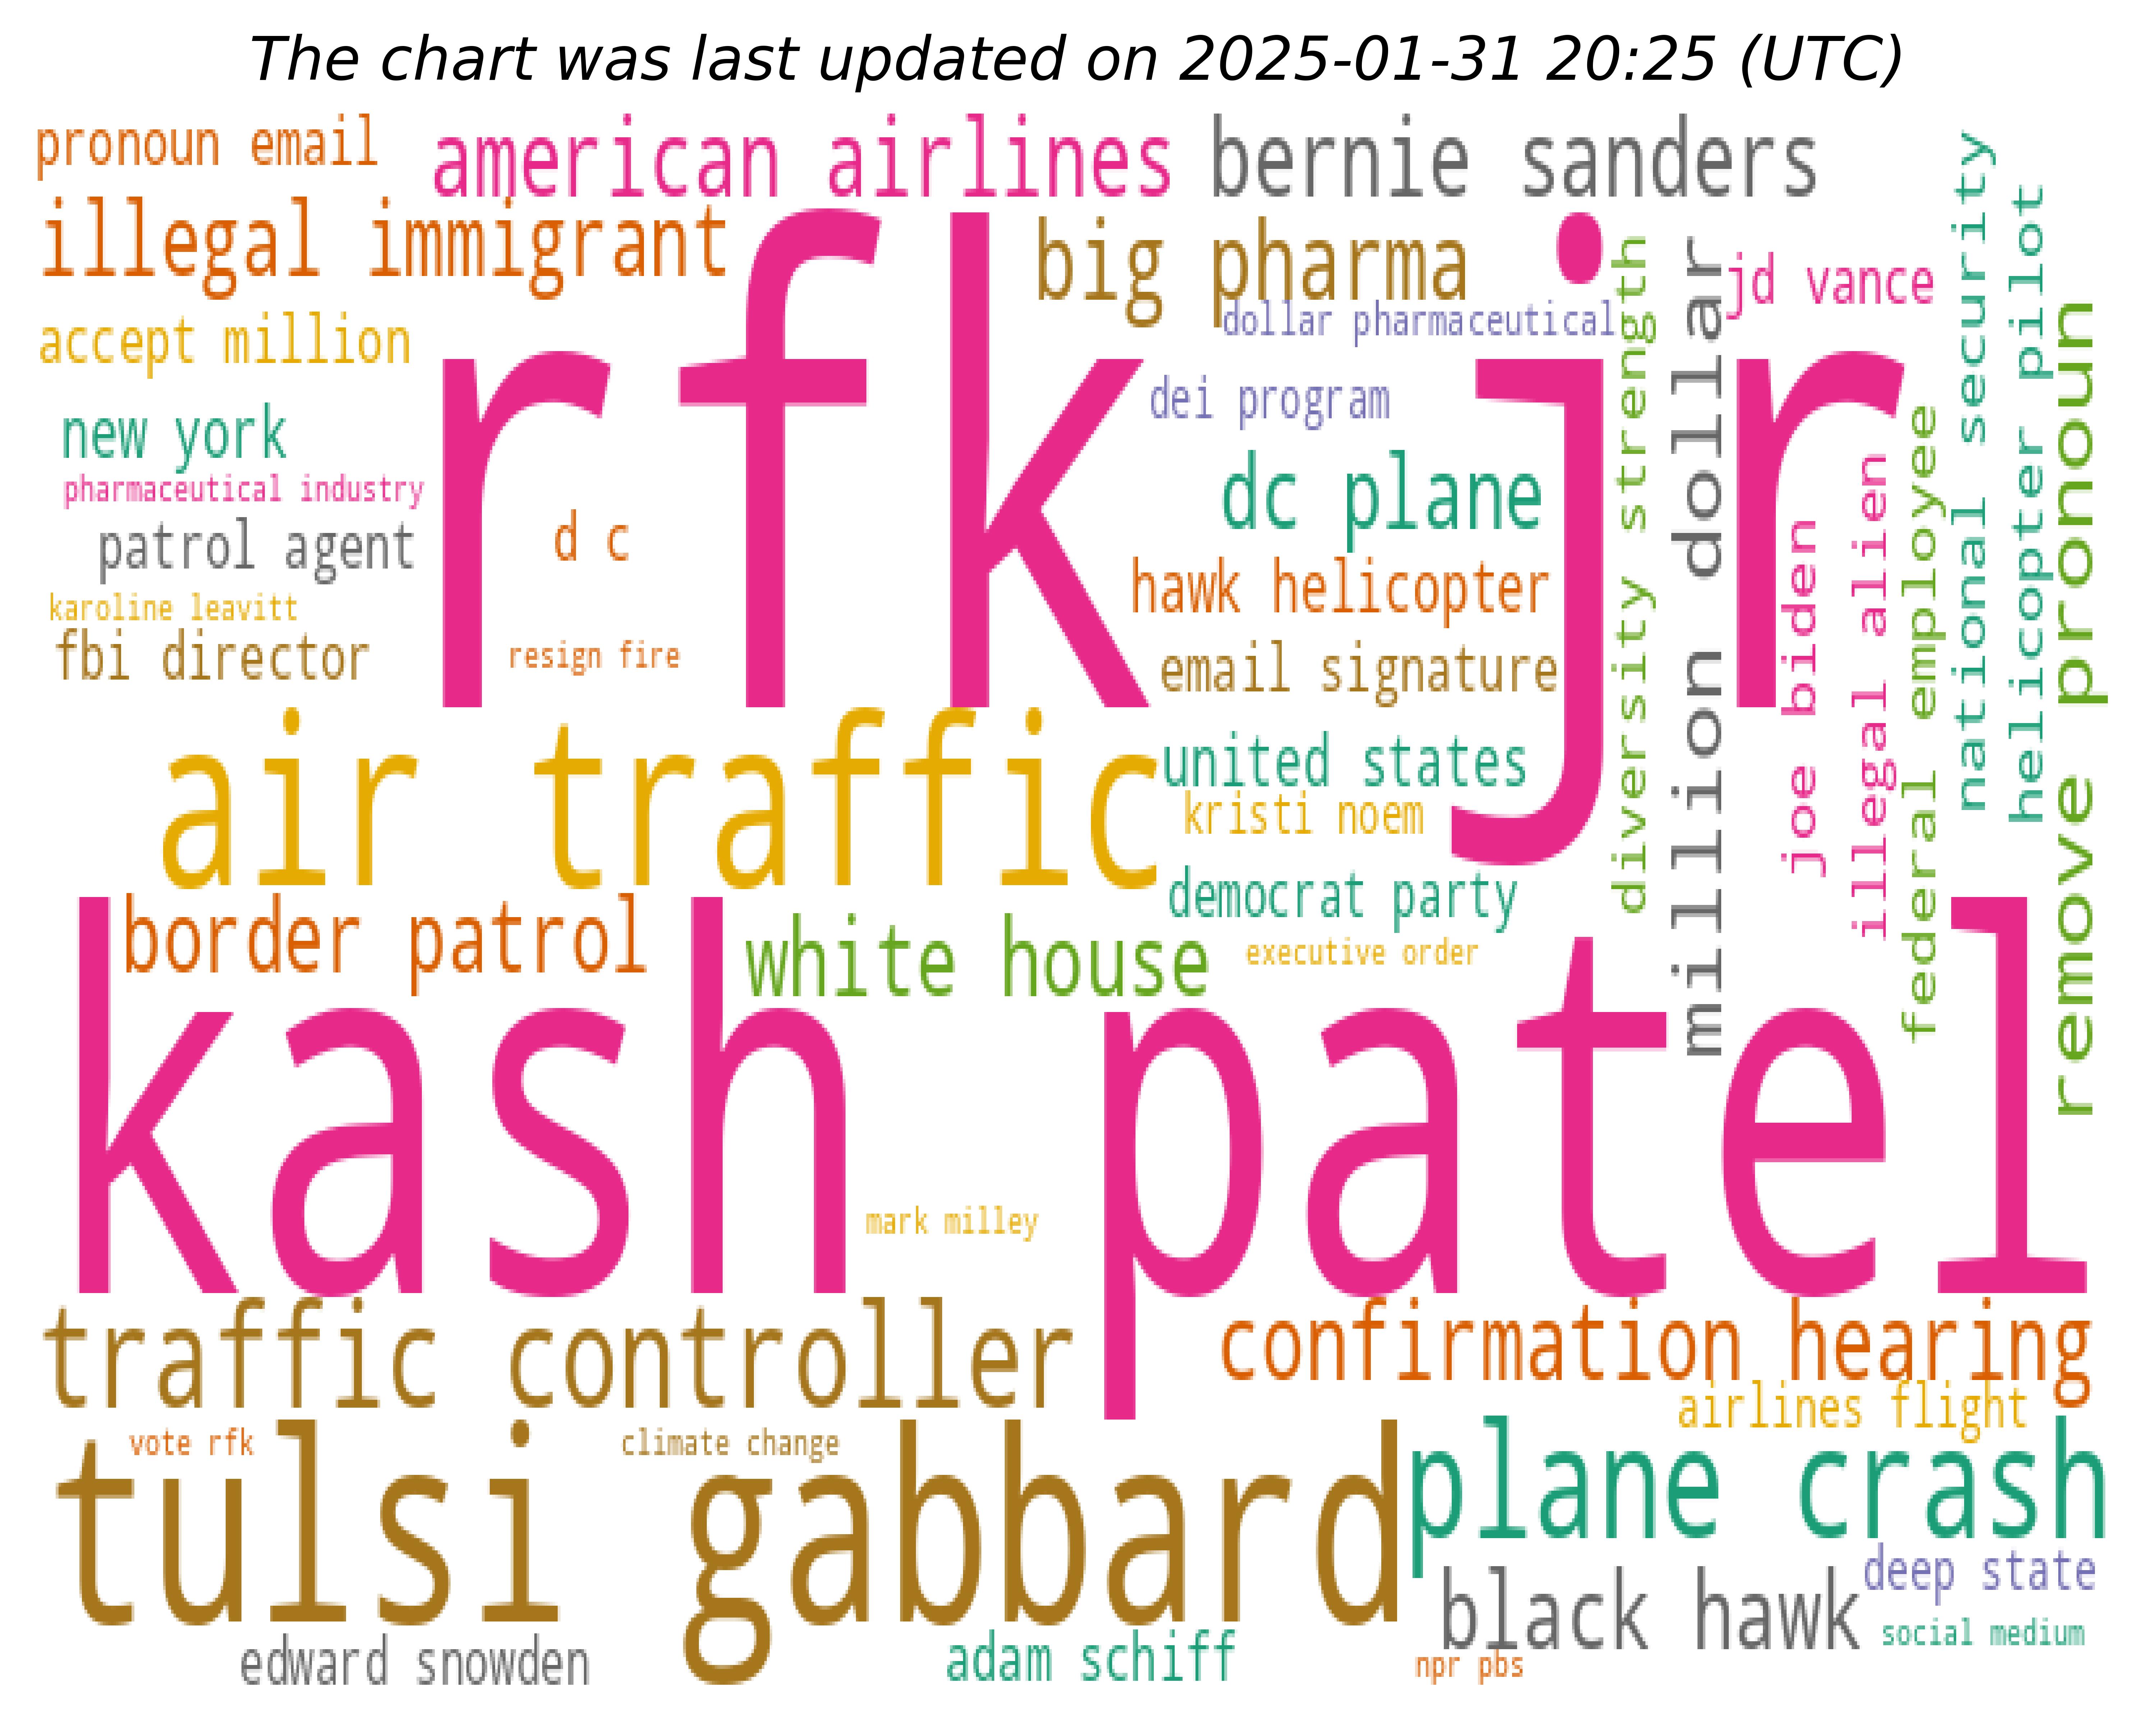 The chart was last updated on 2025-01-31 20:25 (UTC)
pronoun email
american airlines
bernie sanders
illegal immigrant
big pharma
jd vance
accept million
dollar pharmaceutical
rfk jr
new york
dei program
pharmaceutical industry
dc plane
patrol agent
d c
hawk helicopter
karoline leavitt
fbi director
resign fire
email signature
diversity strength
million dollar
joe biden
illegal alien
federal employee
national security
helicopter pilot
remove pronoun
air traffic
united states
kristi noem
democrat party
border patrol
white house
executive order
kash patel
mark milley
traffic controller
confirmation hearing
airlines flight
vote rfk
climate change
tulsi gabbard
plane crash
deep state
black hawk
social medium
edward snowden
adam schiff
npr pbs